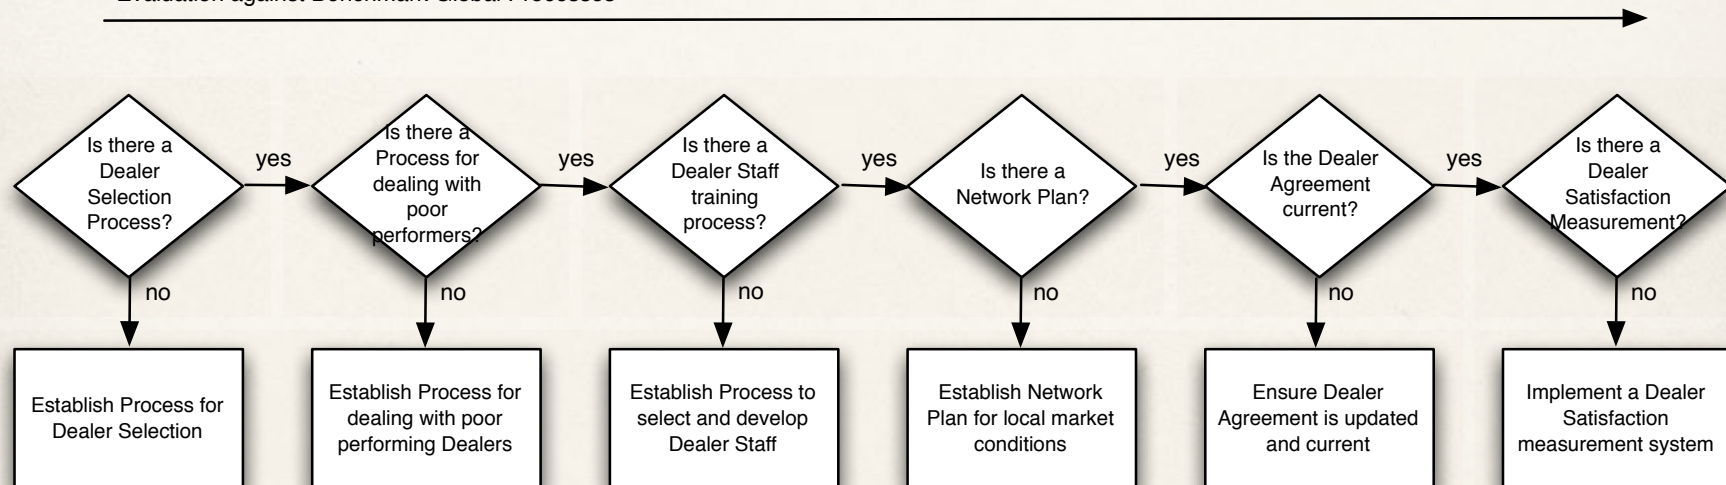 Evaluation against Benchmark Global Processes
Is there a
Dealer
Selection
Process?
yes
Is there a
Process for
dealing with
poor
performers?
yes
Is there a
Dealer Staff
training
process?
yes
Is there a
Network Plan?
yes
Is the Dealer
Agreement
current?
yes
Is there a
Dealer
Satisfaction
Measurement?
no
no
no
no
no
no
Establish Process for
Dealer Selection
Establish Process for
dealing with poor
performing Dealers
Establish Process to
select and develop
Dealer Staff
Establish Network
Plan for local market
conditions
Ensure Dealer
Agreement is updated
and current
Implement a Dealer
Satisfaction
measurement system